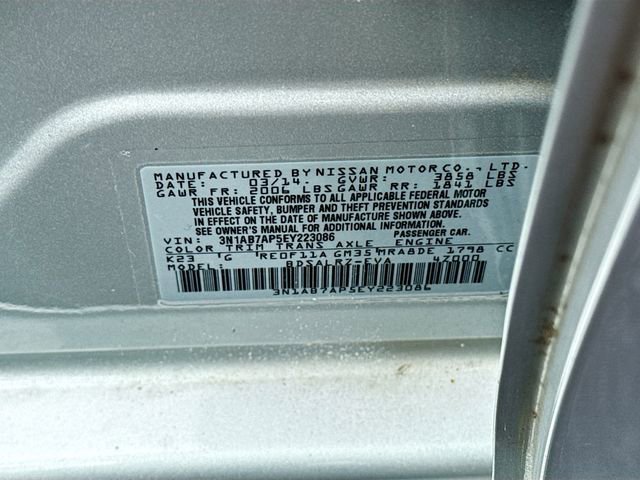 MANUFACTURED BY NISSAN MOTOR CO., LTD.
DATE: 03/14 GVWR: 3858 LBS
GAWR FR: 2006 LBS GAWR RR: 1841 LBS
THIS VEHICLE CONFORMS TO ALL APPLICABLE FEDERAL MOTOR
VEHICLE SAFETY, BUMPER AND THEFT PREVENTION STANDARDS
IN EFFECT ON THE DATE OF MANUFACTURE SHOWN ABOVE.
SEE OWNER'S MANUAL FOR ADDITIONAL INFORMATION.
VIN: 3N1AB7AP5EY223086 PASSENGER CAR.
COLOR TRIM TRANS AXLE ENGINE
K23 G RE0F11A GM35 MRA8DE 1798 CC
MODEL: BDSALRZ-EVA 47000
3N1AB7AP5EY223086